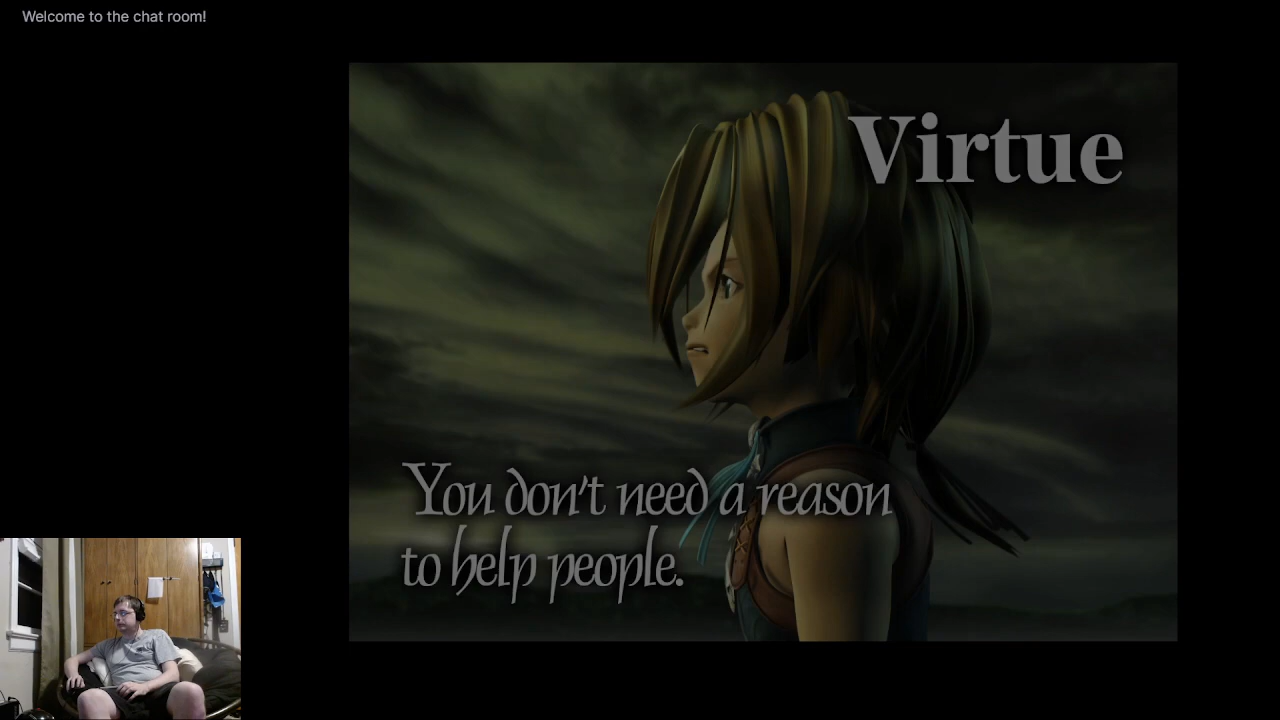 Welcome to the chat room!
Virtue
You don't need a reason
to help people.